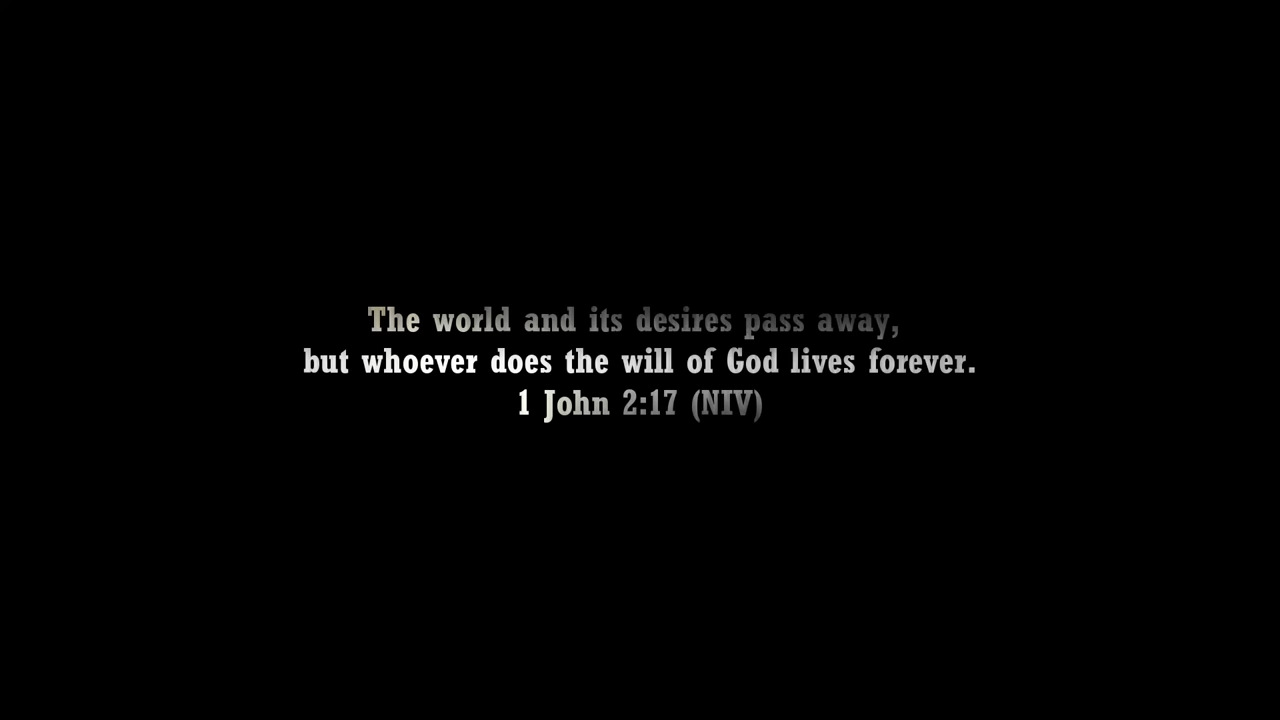 The world and its desires pass away,
but whoever does the will of God lives forever.
1 John 2:17 (NIV)